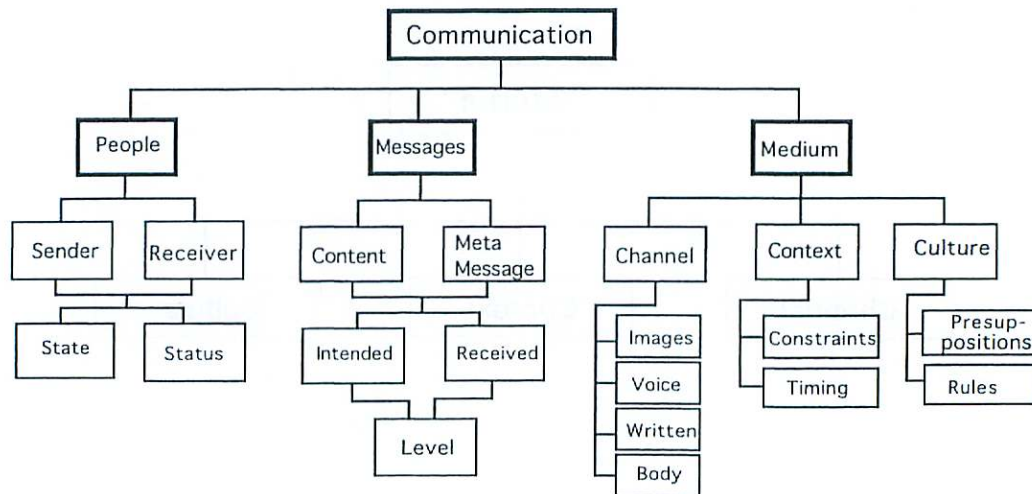 Communication
People
Messages
Medium
Sender
Receiver
Content
Meta
Message
Channel
Context
Culture
State
Status
Intended
Received
Level
Images
Voice
Written
Body
Constraints
Timing
Presup-
positions
Rules